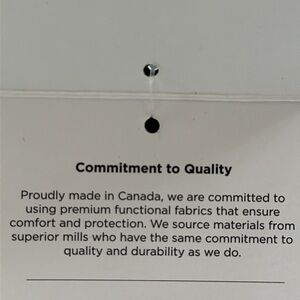 Commitment to Quality
Proudly made in Canada, we are committed to
using premium functional fabrics that ensure
comfort and protection. We source materials from
superior mills who have the same commitment to
quality and durability as we do.